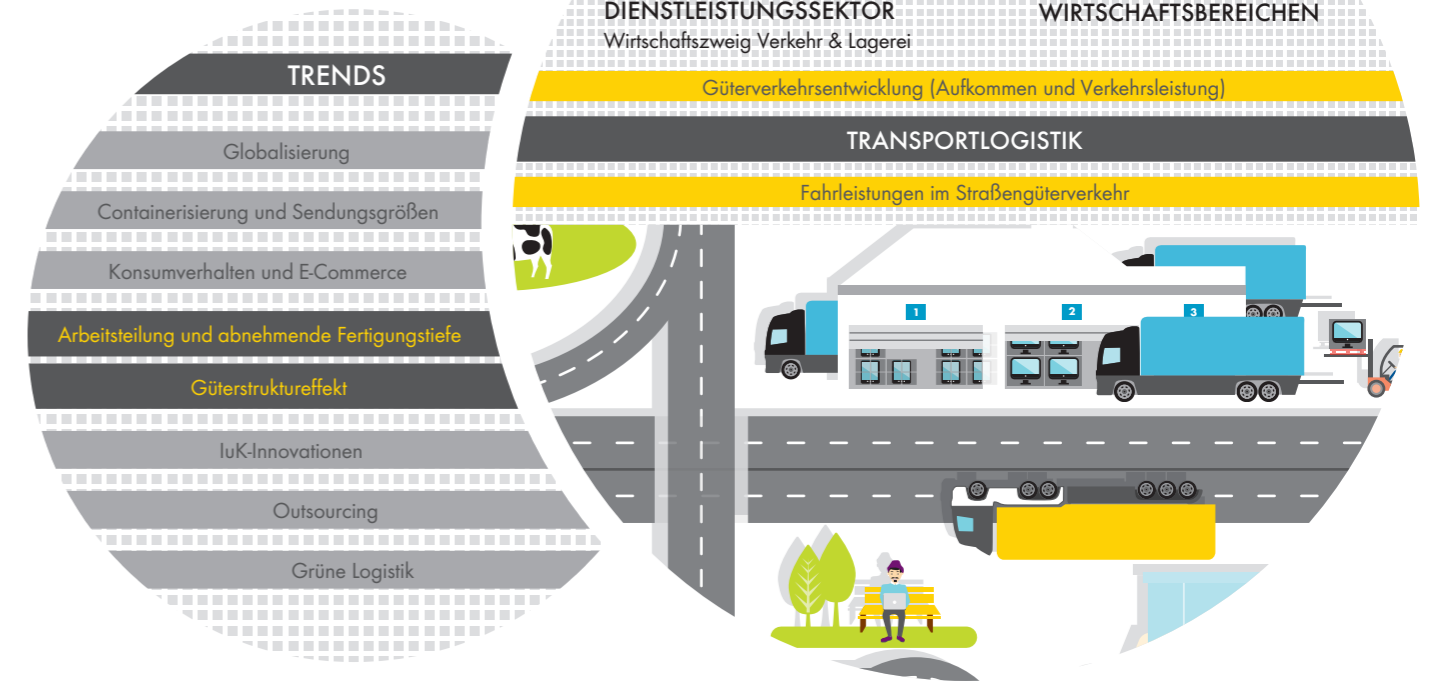 DIENSTLEISTUNGSSEKTOR
Wirtschaftszweig Verkehr & Lagerei
WIRTSCHAFTSBEREICHEN
TRENDS
Globalisierung
Containerisierung und Sendungsgrößen
Konsumverhalten und E-Commerce
Arbeitsteilung und abnehmende Fertigungstiefe
Güterstruktureffekt
IuK-Innovationen
Outsourcing
Grüne Logistik
Güterverkehrsentwicklung (Aufkommen und Verkehrsleistung)
TRANSPORTLOGISTIK
Fahrleistungen im Straßengüterverkehr
1
2
3